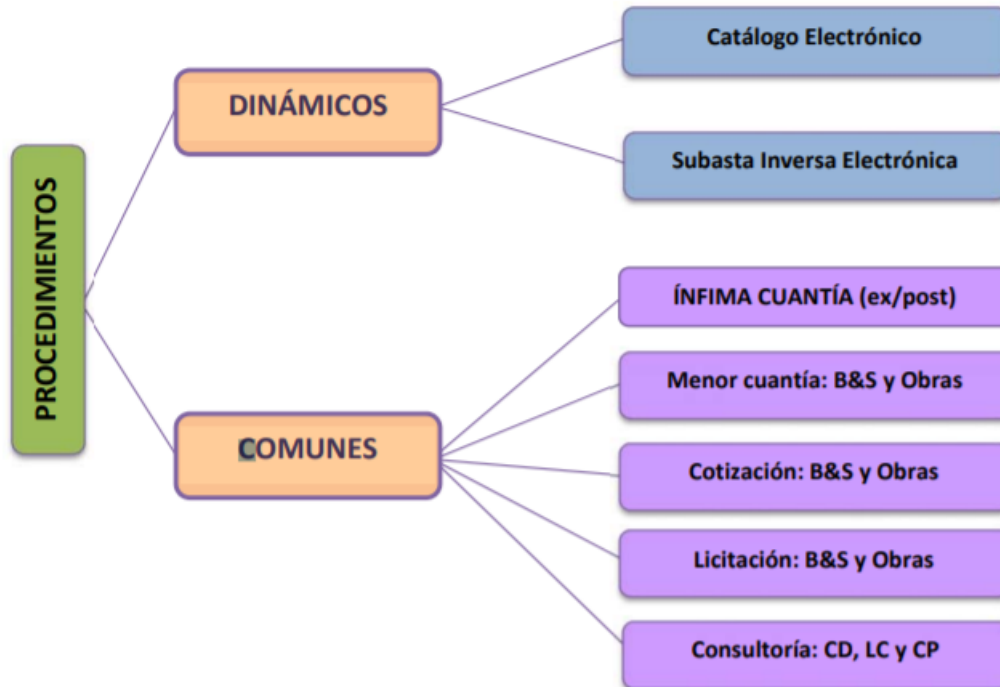 PROCEDIMIENTOS
DINÁMICOS
Catálogo Electrónico
Subasta Inversa Electrónica
COMUNES
ÍNFIMA CUANTÍA (ex/post)
Menor cuantía: B&S y Obras
Cotización: B&S y Obras
Licitación: B&S y Obras
Consultoría: CD, LC y CP